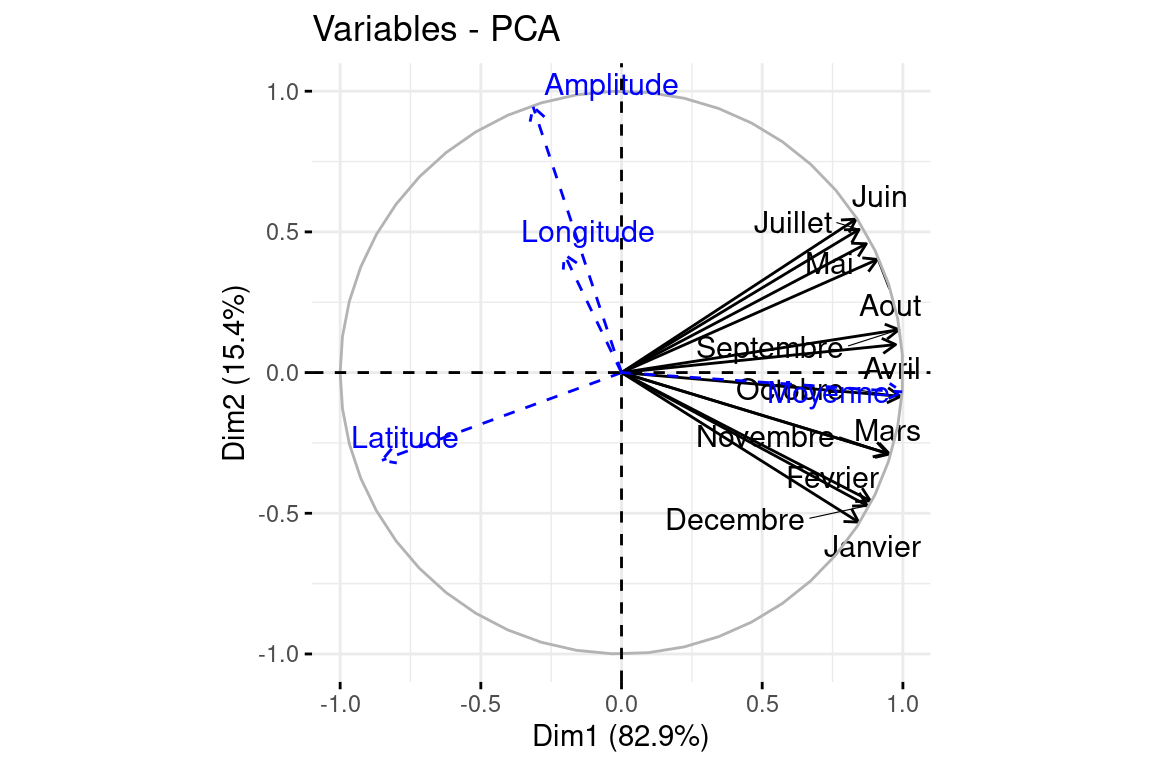 Variables - PCA
Amplitude
1.0
Juin
Juillet
0.5
Longitude
Mai
Aout
Septembre
Dim2 (15.4%)
0.0
Avril
Octobre
Moyenne
Mars
Novembre
Latitude
Fevrier
-0.5
Decembre
Janvier
-1.0
-1.0 -0.5 0.0 0.5 1.0
Dim1 (82.9%)